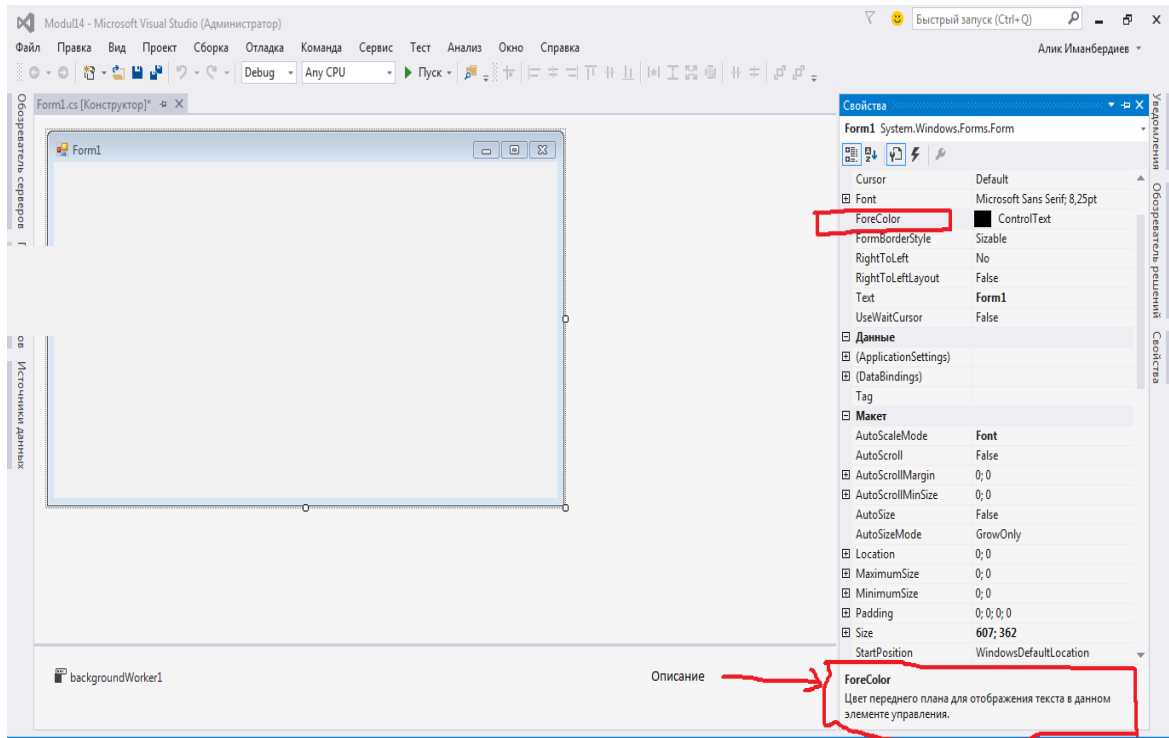 Modul14 - Microsoft Visual Studio (Администратор)
Быстрый запуск (Ctrl+Q)
Файл Правка Вид Проект Сборка Отладка Команда Сервис Тест Анализ Окно Справка
Алик Иманбердиев
Debug Any CPU Пуск
Обозреватель серверов
Источники данных
Form1.cs [Конструктор]*
Form1
backgroundWorker1
Описание
Свойства
Form1 System.Windows.Forms.Form
Cursor Default
Font Microsoft Sans Serif; 8,25pt
ForeColor ControlText
FormBorderStyle Sizable
RightToLeft No
RightToLeftLayout False
Text Form1
UseWaitCursor False
Данные
(ApplicationSettings)
(DataBindings)
Tag
Макет
AutoScaleMode Font
AutoScroll False
AutoScrollMargin 0; 0
AutoScrollMinSize 0; 0
AutoSize False
AutoSizeMode GrowOnly
Location 0; 0
MaximumSize 0; 0
MinimumSize 0; 0
Padding 0; 0; 0; 0
Size 607; 362
StartPosition WindowsDefaultLocation
ForeColor
Цвет переднего плана для отображения текста в данном
элементе управления.
Уведомления
Обозреватель решений
Свойства